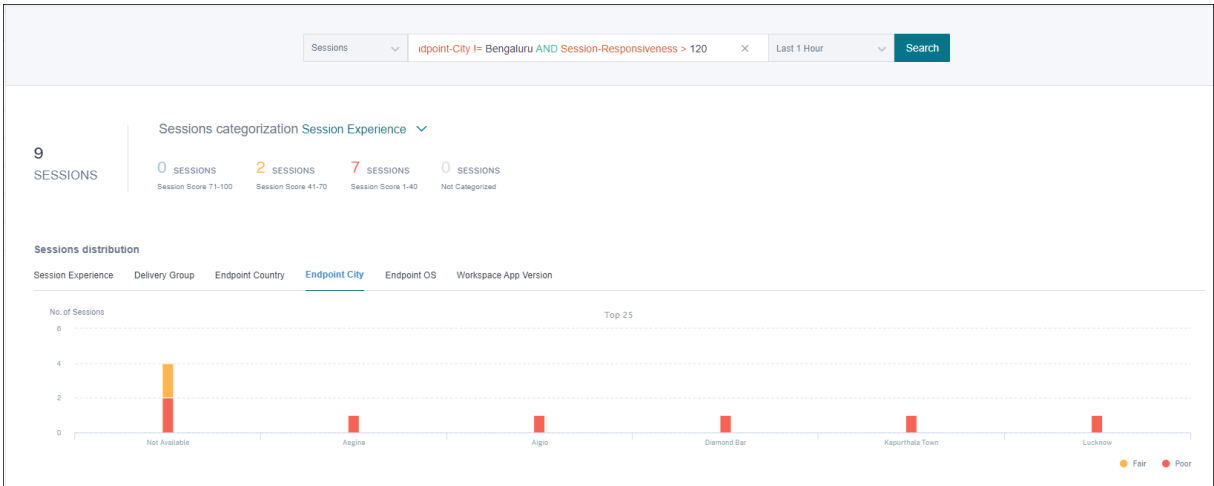 Sessions
ıdpoint-City != Bengaluru AND Session-Responsiveness > 120
Last 1 Hour
Search
9
SESSIONS
Sessions categorization Session Experience
0 SESSIONS
Session Score 71-100
2 SESSIONS
Session Score 41-70
7 SESSIONS
Session Score 1-40
0 SESSIONS
Not Categorized
Sessions distribution
Session Experience Delivery Group Endpoint Country Endpoint City Endpoint OS Workspace App Version
No. of Sessions
Top 25
6
4
2
0
Not Available Aegina Aigio Diamond Bar Kapurthala Town Lucknow
Fair Poor